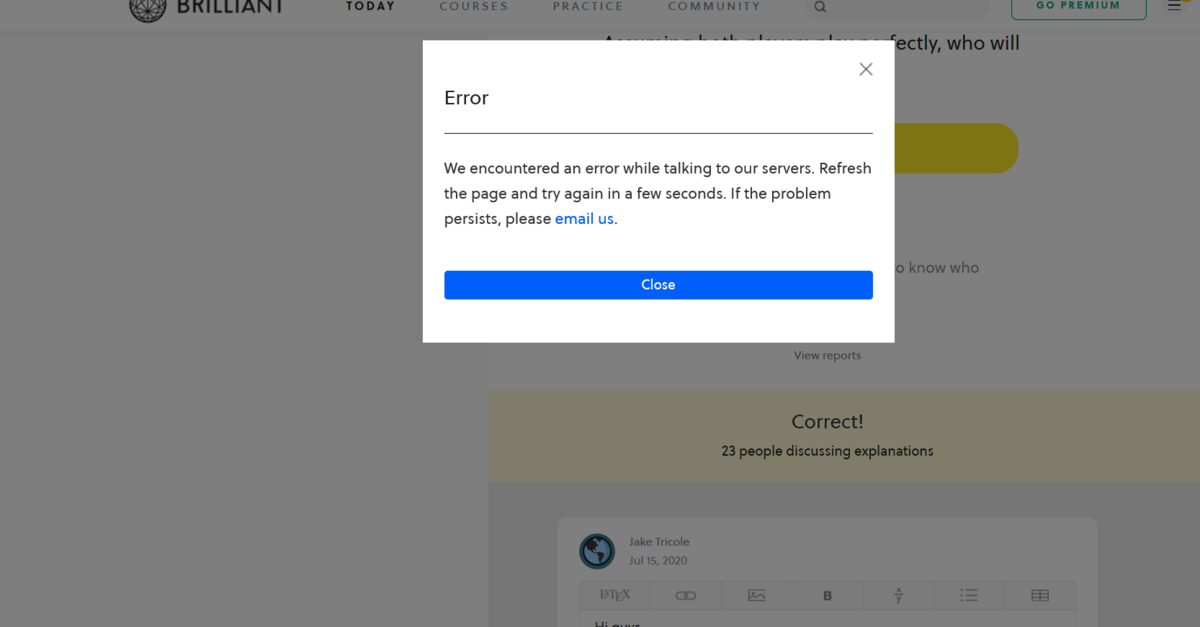 BRILLIANT
TODAY COURSES PRACTICE COMMUNITY GO PREMIUM
perfectly, who will
Error
We encountered an error while talking to our servers. Refresh
the page and try again in a few seconds. If the problem
persists, please email us.
to know who
Close
View reports
Correct!
23 people discussing explanations
Jake Tricole
Jul 15, 2020
LATEX B
Hi guys